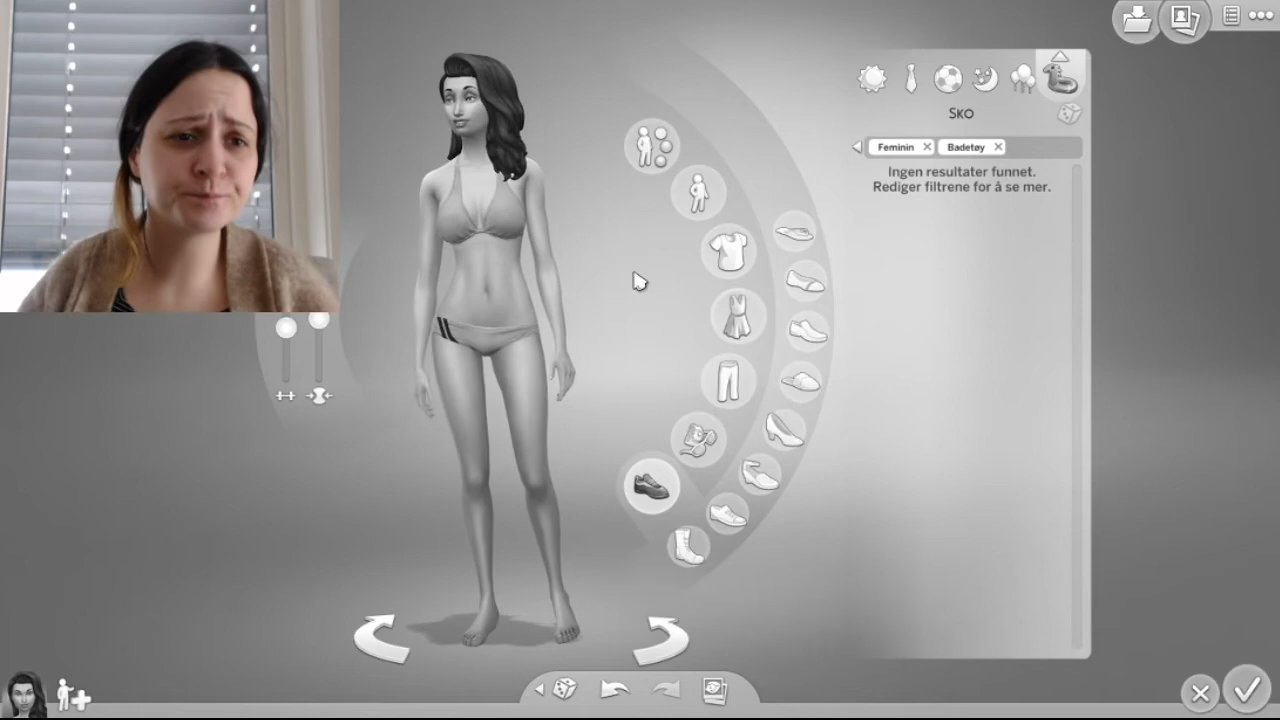 Sko
Feminin
Badetøy
Ingen resultater funnet.
Rediger filtrene for å se mer.